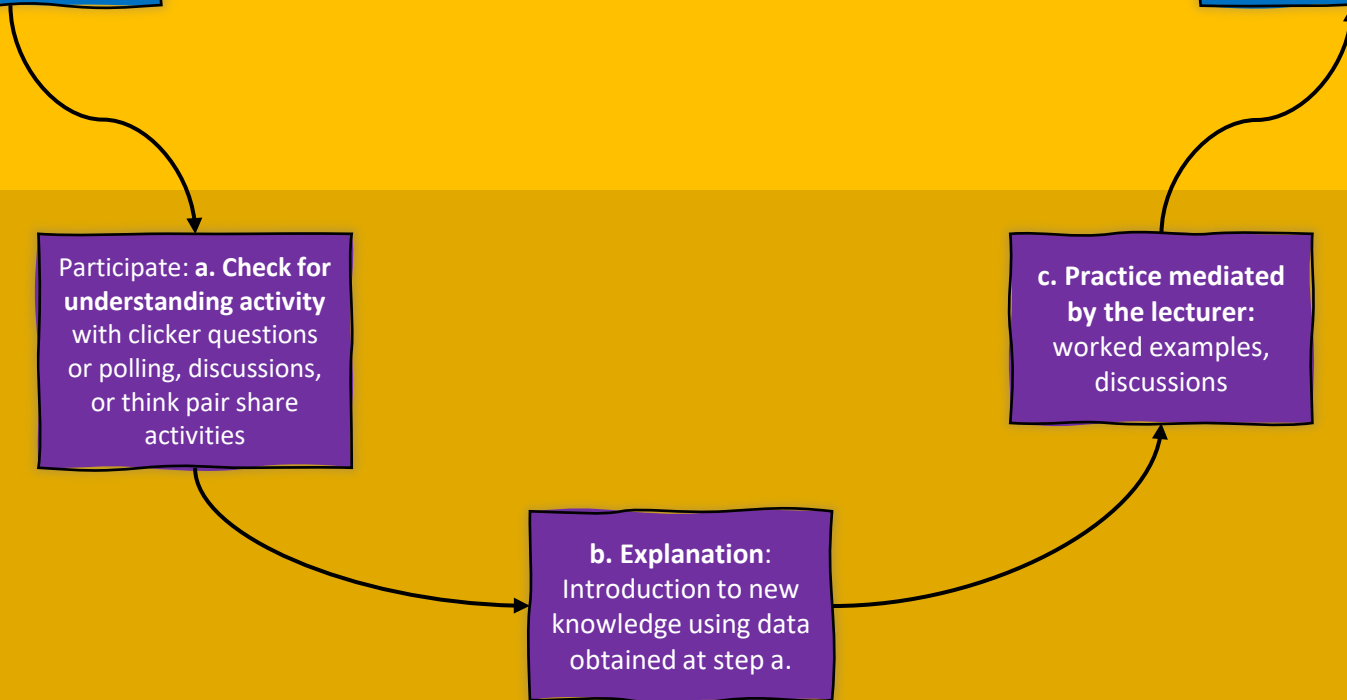 Participate: a. Check for
understanding activity
with clicker questions
or polling, discussions,
or think pair share
activities
b. Explanation:
Introduction to new
knowledge using data
obtained at step a.
c. Practice mediated
by the lecturer:
worked examples,
discussions